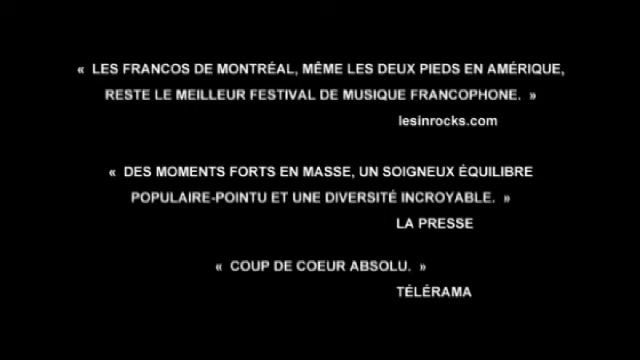 « LES FRANCOS DE MONTRÉAL, MÊME LES DEUX PIEDS EN AMÉRIQUE,
RESTE LE MEILLEUR FESTIVAL DE MUSIQUE FRANCOPHONE. »
lesinrocks.com
« DES MOMENTS FORTS EN MASSE, UN SOIGNEUX ÉQUILIBRE
POPULAIRE-POINTU ET UNE DIVERSITÉ INCROYABLE. »
LA PRESSE
« COUP DE COEUR ABSOLU. »
TÉLÉRAMA